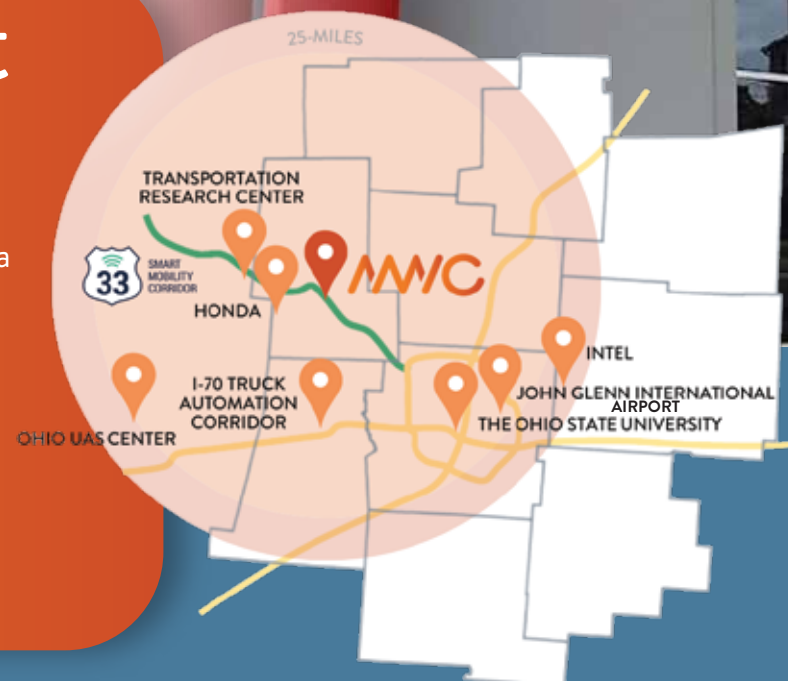 t
a
25-MILES
TRANSPORTATION
RESEARCH CENTER
33
SMART
MOBILITY
CORRIDOR
HONDA
INTEL
I-70 TRUCK
AUTOMATION
CORRIDOR
JOHN GLENN INTERNATIONAL
AIRPORT
THE OHIO STATE UNIVERSITY
OHIO UAS CENTER